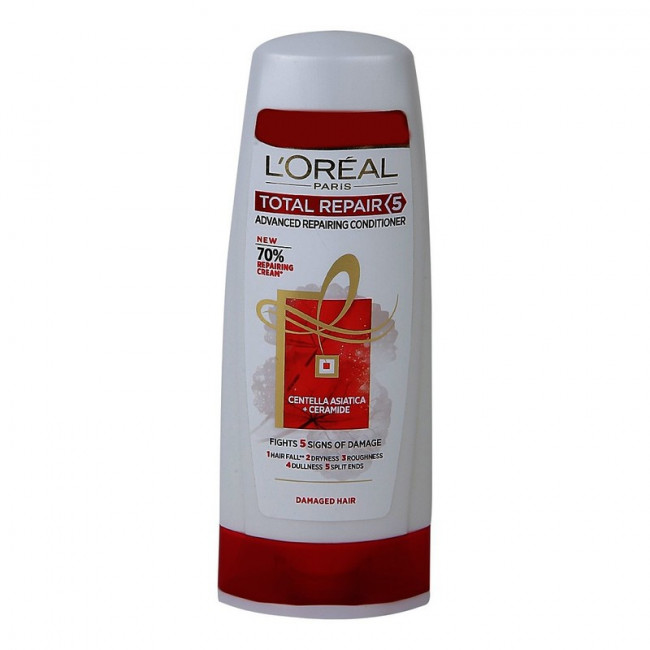 L'ORÉAL
PARIS
TOTAL REPAIR 5
ADVANCED REPAIRING CONDITIONER
NEW
70%
REPAIRING
CREAM*
CENTELLA ASIATICA
+ CERAMIDE
FIGHTS 5 SIGNS OF DAMAGE
1 HAIR FALL** 2 DRYNESS 3 ROUGHNESS
4 DULLNESS 5 SPLIT ENDS
DAMAGED HAIR